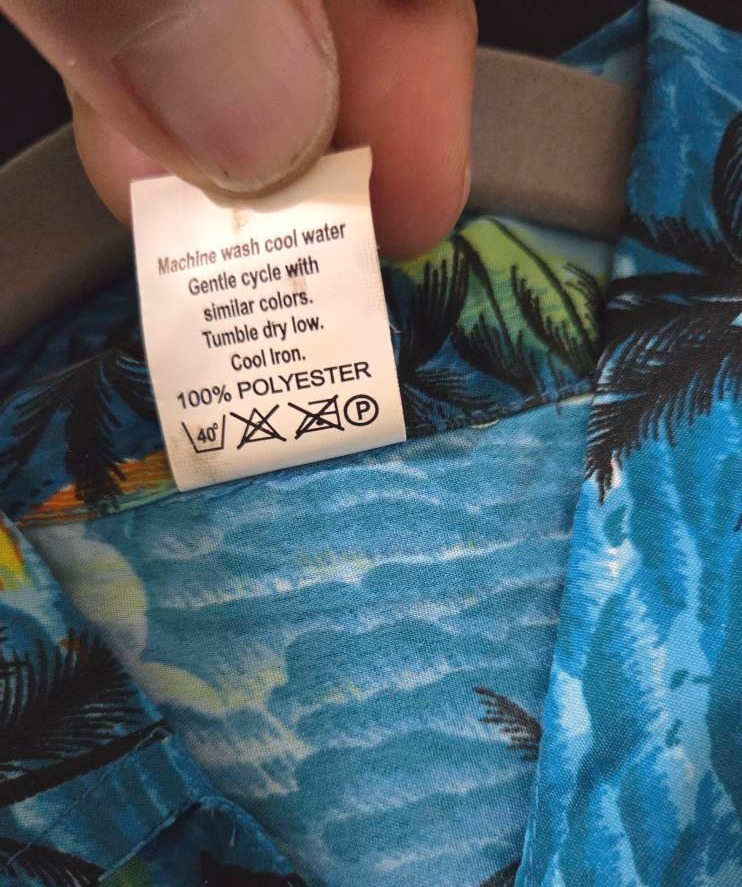 Machine wash cool water
Gentle cycle with
similar colors.
Tumble dry low.
Cool Iron.
100% POLYESTER
40° P